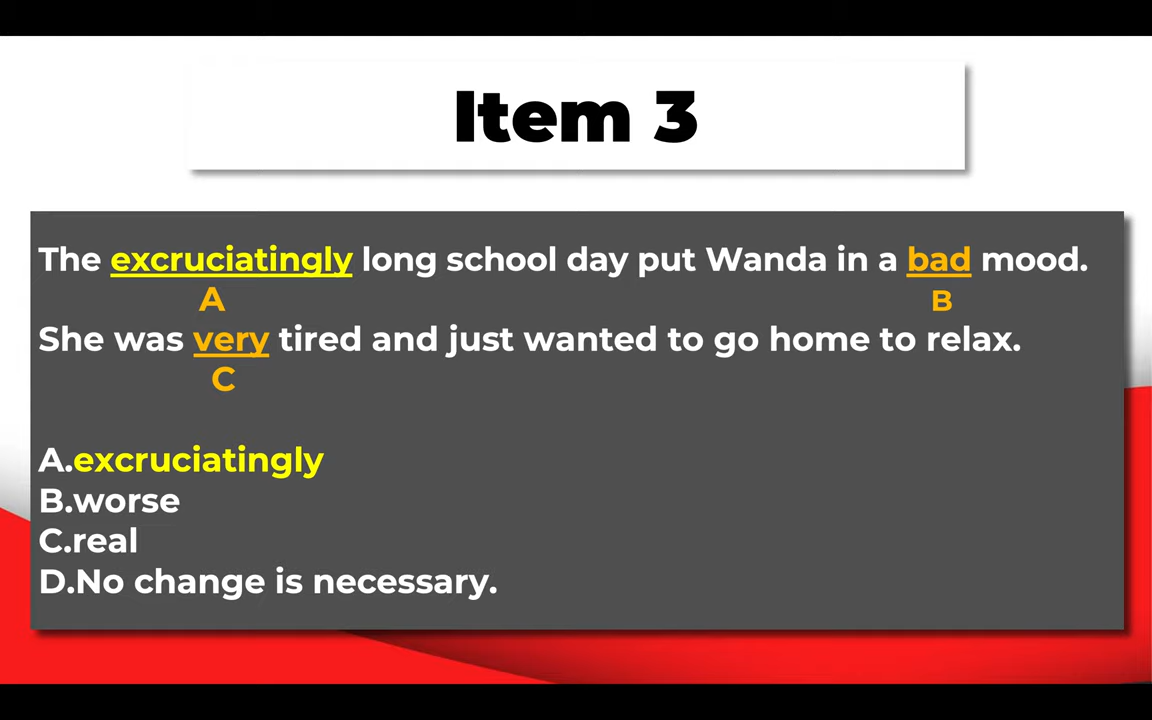 Item 3
The excruciatingly long school day put Wanda in a bad mood.
A B
She was very tired and just wanted to go home to relax.
C
A.excruciatingly
B.worse
C.real
D.No change is necessary.